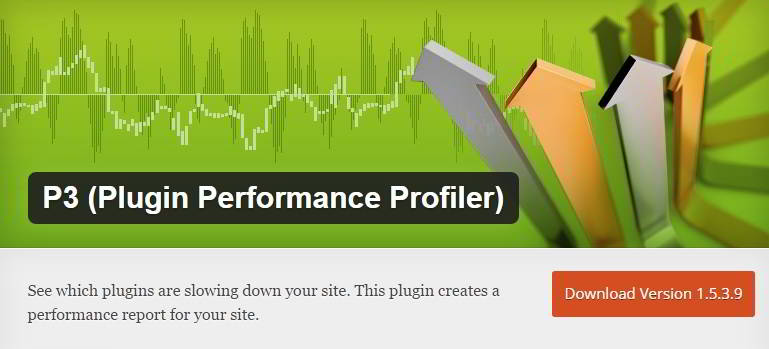 P3 (Plugin Performance Profiler)
See which plugins are slowing down your site. This plugin creates a
performance report for your site.
Download Version 1.5.3.9